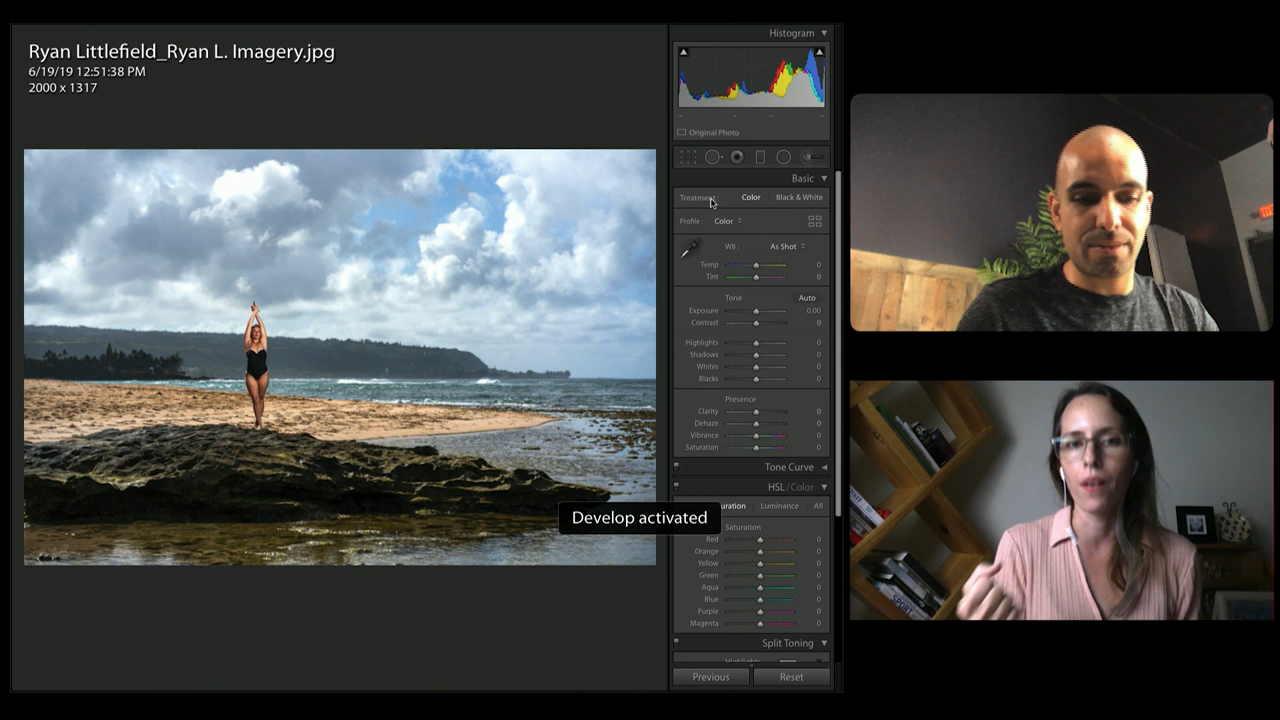 Ryan Littlefield_Ryan L. Imagery.jpg
6/19/19 12:51:38 PM
2000 x 1317
Histogram
Original Photo
Basic
Treatment : Color Black & White
Profile : Color
WB : As Shot
Temp 0
Tint 0
Tone Auto
Exposure 0.00
Contrast 0
Highlights 0
Shadows 0
Whites 0
Blacks 0
Presence
Clarity 0
Dehaze 0
Vibrance 0
Saturation 0
Tone Curve
HSL / Color
uration Luminance All
Develop activated
Saturation
Red 0
Orange 0
Yellow 0
Green 0
Aqua 0
Blue 0
Purple 0
Magenta 0
Split Toning
Highlights
Previous Reset
SPORT